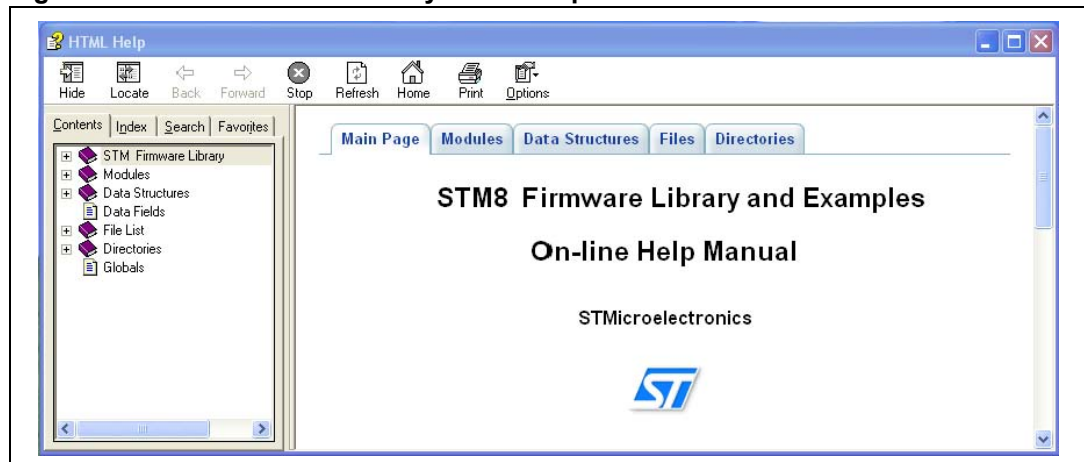 HTML Help
Hide Locate Back Forward Stop Refresh Home Print Options
Contents Index Search Favorites
STM Firmware Library
Modules
Data Structures
Data Fields
File List
Directories
Globals
Main Page Modules Data Structures Files Directories
STM8 Firmware Library and Examples
On-line Help Manual
STMicroelectronics
ST